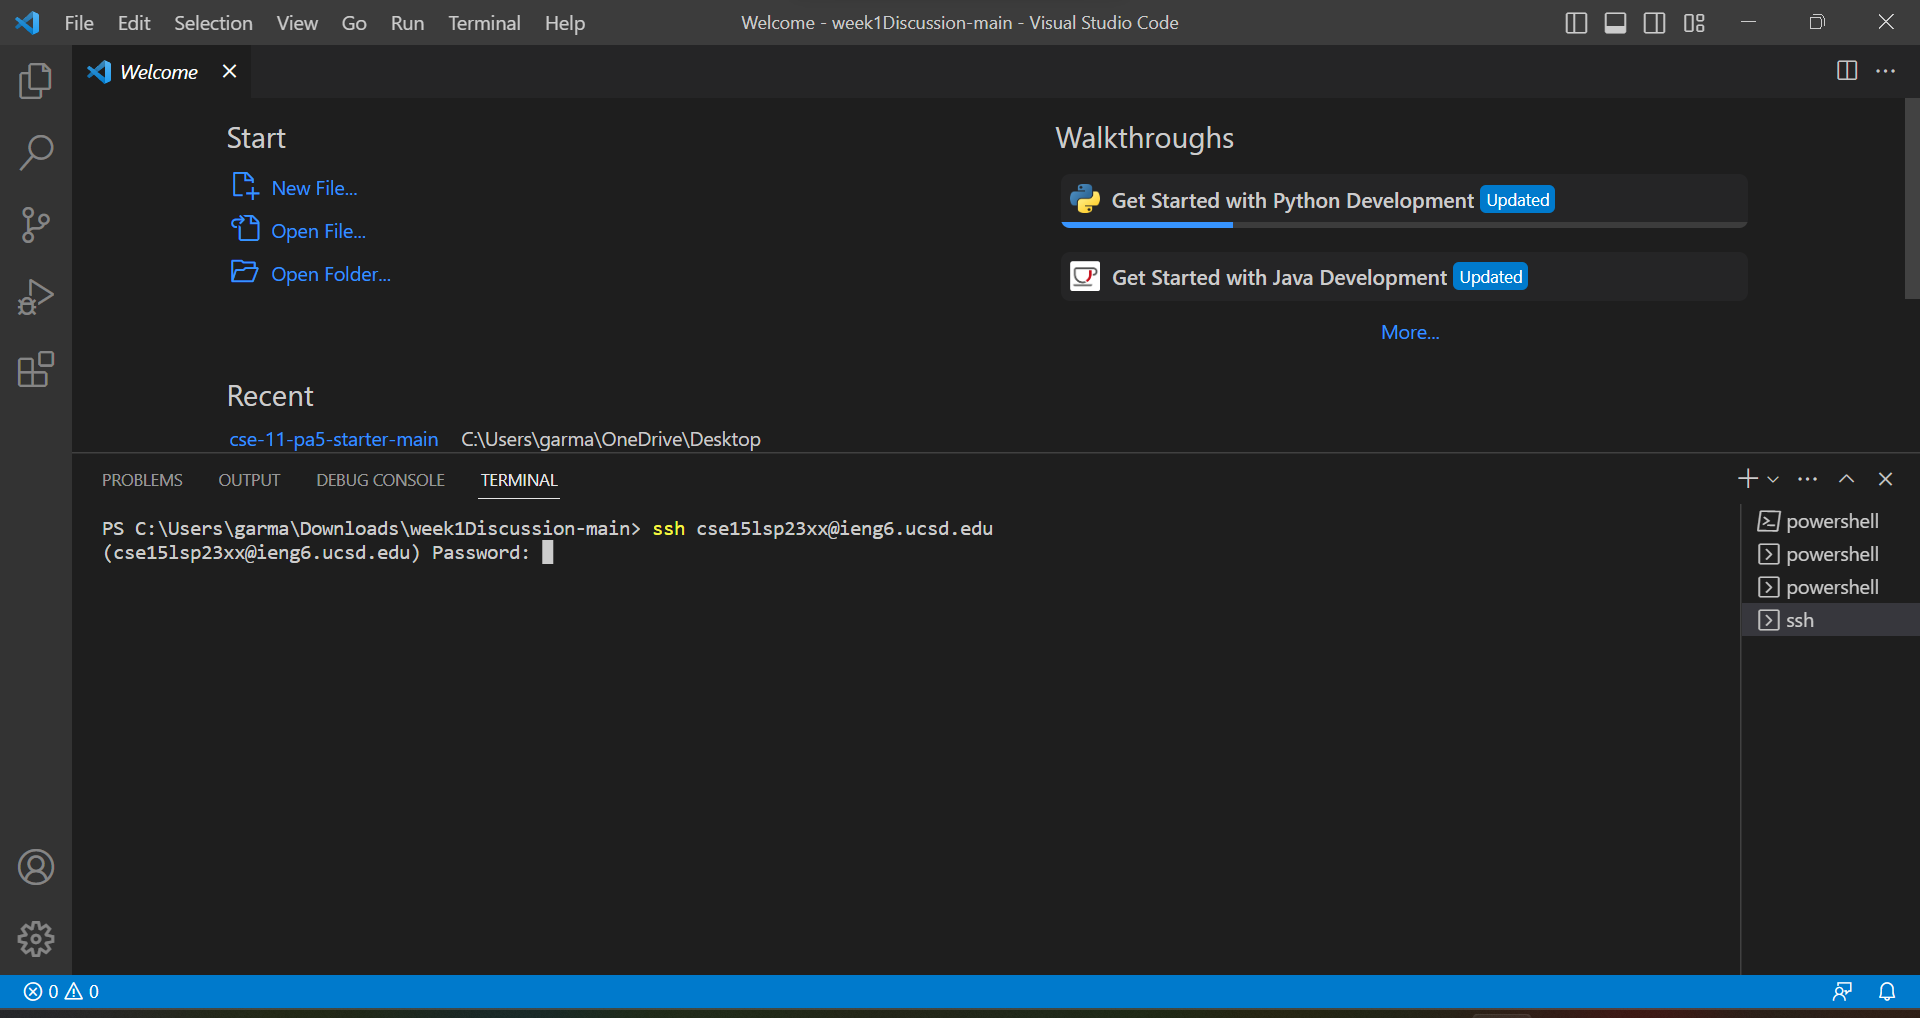 File Edit Selection View Go Run Terminal Help Welcome - week1Discussion-main - Visual Studio Code
Welcome
Start
New File...
Open File...
Open Folder...
Walkthroughs
Get Started with Python Development Updated
Get Started with Java Development Updated
More...
Recent
cse-11-pa5-starter-main C:\Users\garma\OneDrive\Desktop
PROBLEMS OUTPUT DEBUG CONSOLE TERMINAL
PS C:\Users\garma\Downloads\week1Discussion-main> ssh cse15lsp23xx@ieng6.ucsd.edu
(cse15lsp23xx@ieng6.ucsd.edu) Password:
powershell
powershell
powershell
ssh
0 0